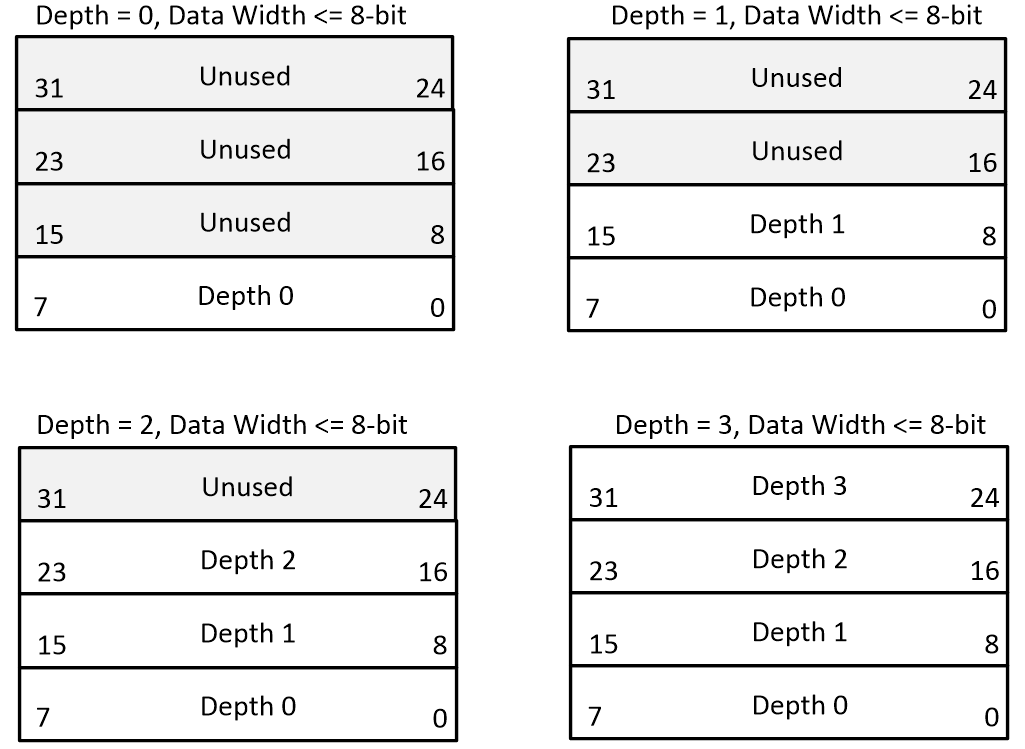 Depth = 0, Data Width <= 8-bit
31 Unused 24
23 Unused 16
15 Unused 8
7 Depth 0 0
Depth = 1, Data Width <= 8-bit
31 Unused 24
23 Unused 16
15 Depth 1 8
7 Depth 0 0
Depth = 2, Data Width <= 8-bit
31 Unused 24
23 Depth 2 16
15 Depth 1 8
7 Depth 0 0
Depth = 3, Data Width <= 8-bit
31 Depth 3 24
23 Depth 2 16
15 Depth 1 8
7 Depth 0 0